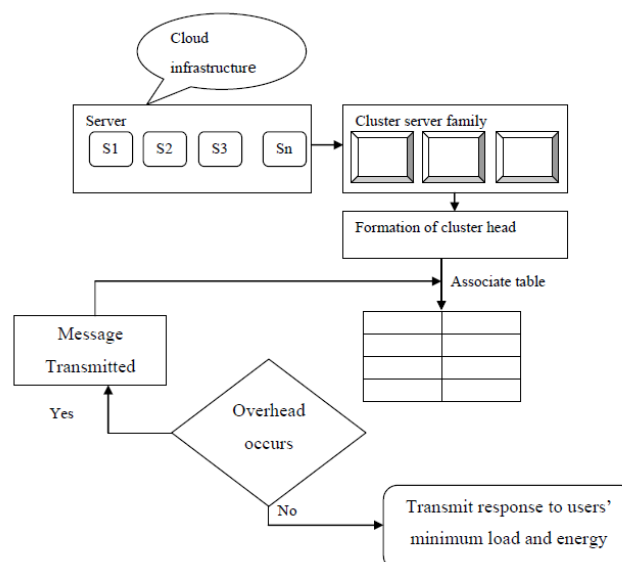 Cloud
infrastructure
Server
S1 S2 S3 Sn
Cluster server family
Formation of cluster head
Associate table
Message
Transmitted
Yes
Overhead
occurs
No
Transmit response to users’
minimum load and energy